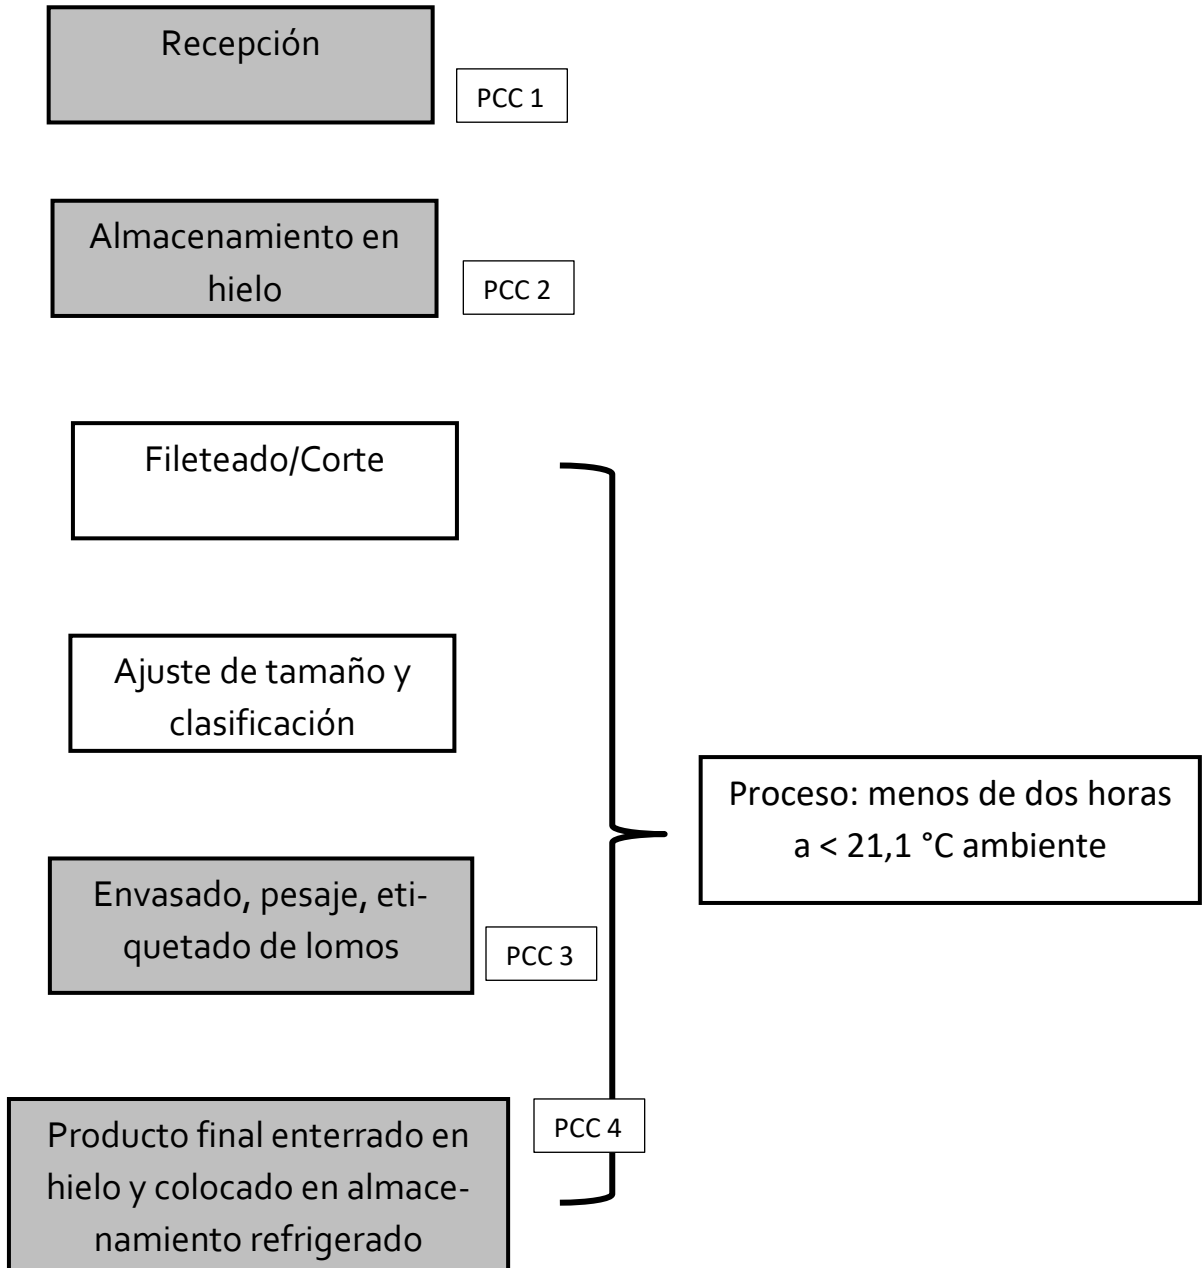 Recepción
PCC 1
Almacenamiento en
hielo
PCC 2
Fileteado/Corte
Ajuste de tamaño y
clasificación
Proceso: menos de dos horas
a < 21,1 °C ambiente
Envasado, pesaje, eti-
quetado de lomos
PCC 3
Producto final enterrado en
hielo y colocado en almace-
namiento refrigerado
PCC 4